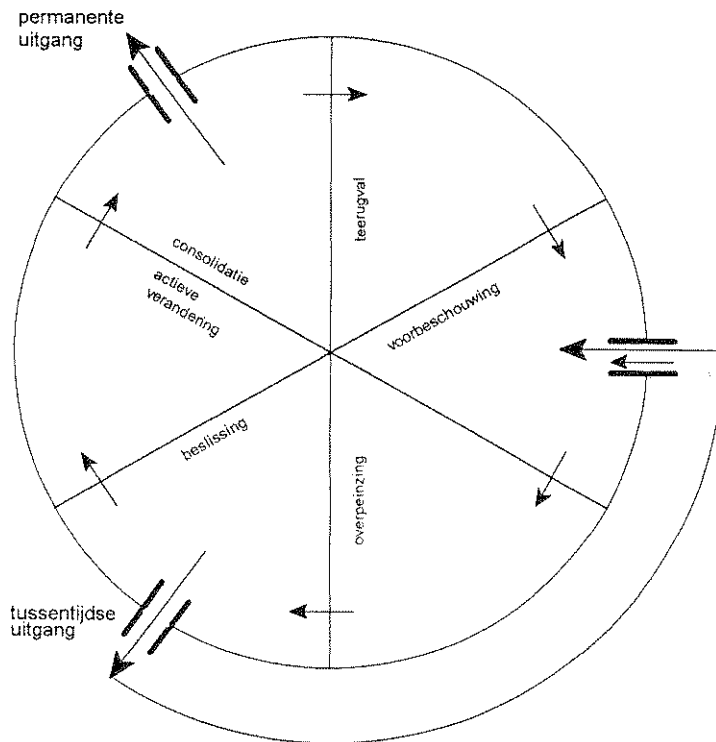 permanente
uitgang
teerugval
consolidatie
actieve
verandering
voorbeschouwing
beslissing
overpeinzing
tussentijdse
uitgang